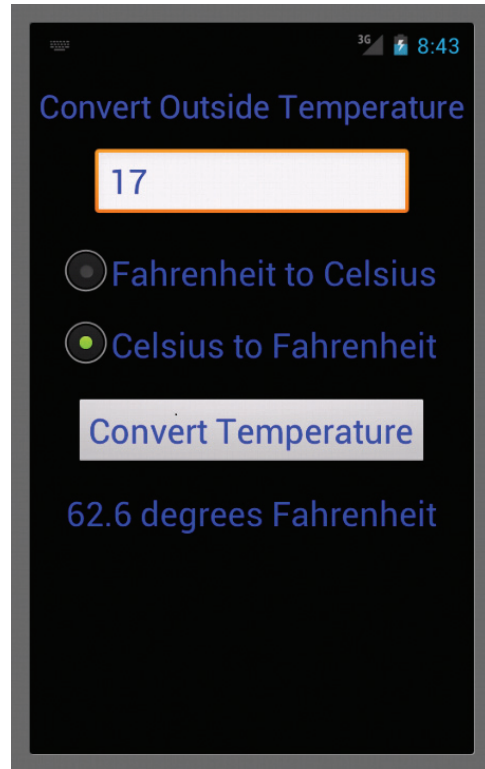 3G 8:43
Convert Outside Temperature
17
Fahrenheit to Celsius
Celsius to Fahrenheit
Convert Temperature
62.6 degrees Fahrenheit